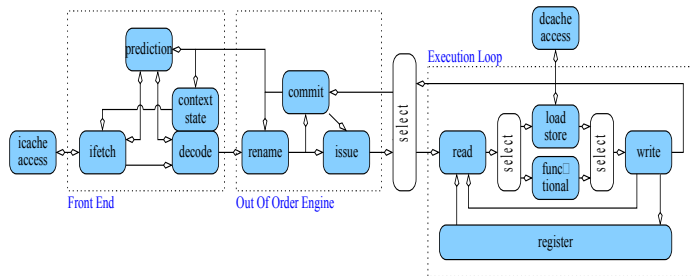 dcache
access
prediction
Execution Loop
context
state
commit
select
load
store
icache
access
ifetch
decode
rename
issue
read
select
select
write
func□
tional
Front End
Out Of Order Engine
register